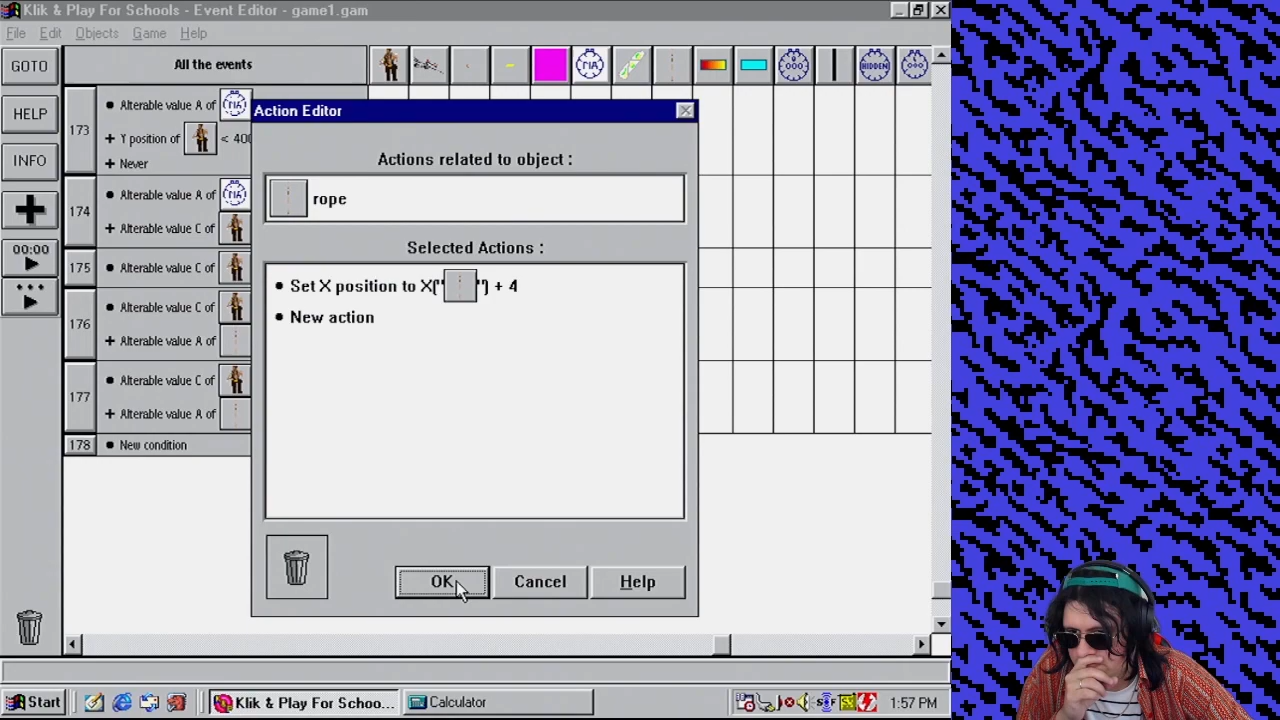 Klik & Play For Schools - Event Editor - game1.gam
File Edit Objects Game Help
GOTO
All the events
HELP
INFO
00:00
173
Alterable value A of
+ Y position of < 400
+ Never
174
Alterable value A of
+ Alterable value C of
175
Alterable value C of
176
Alterable value C of
+ Alterable value A of
177
Alterable value C of
+ Alterable value A of
178
New condition
HIDDEN
Action Editor
Actions related to object :
rope
Selected Actions :
Set X position to X(" ") + 4
New action
OK Cancel Help
Start Klik & Play For Schoo... Calculator 1:57 PM